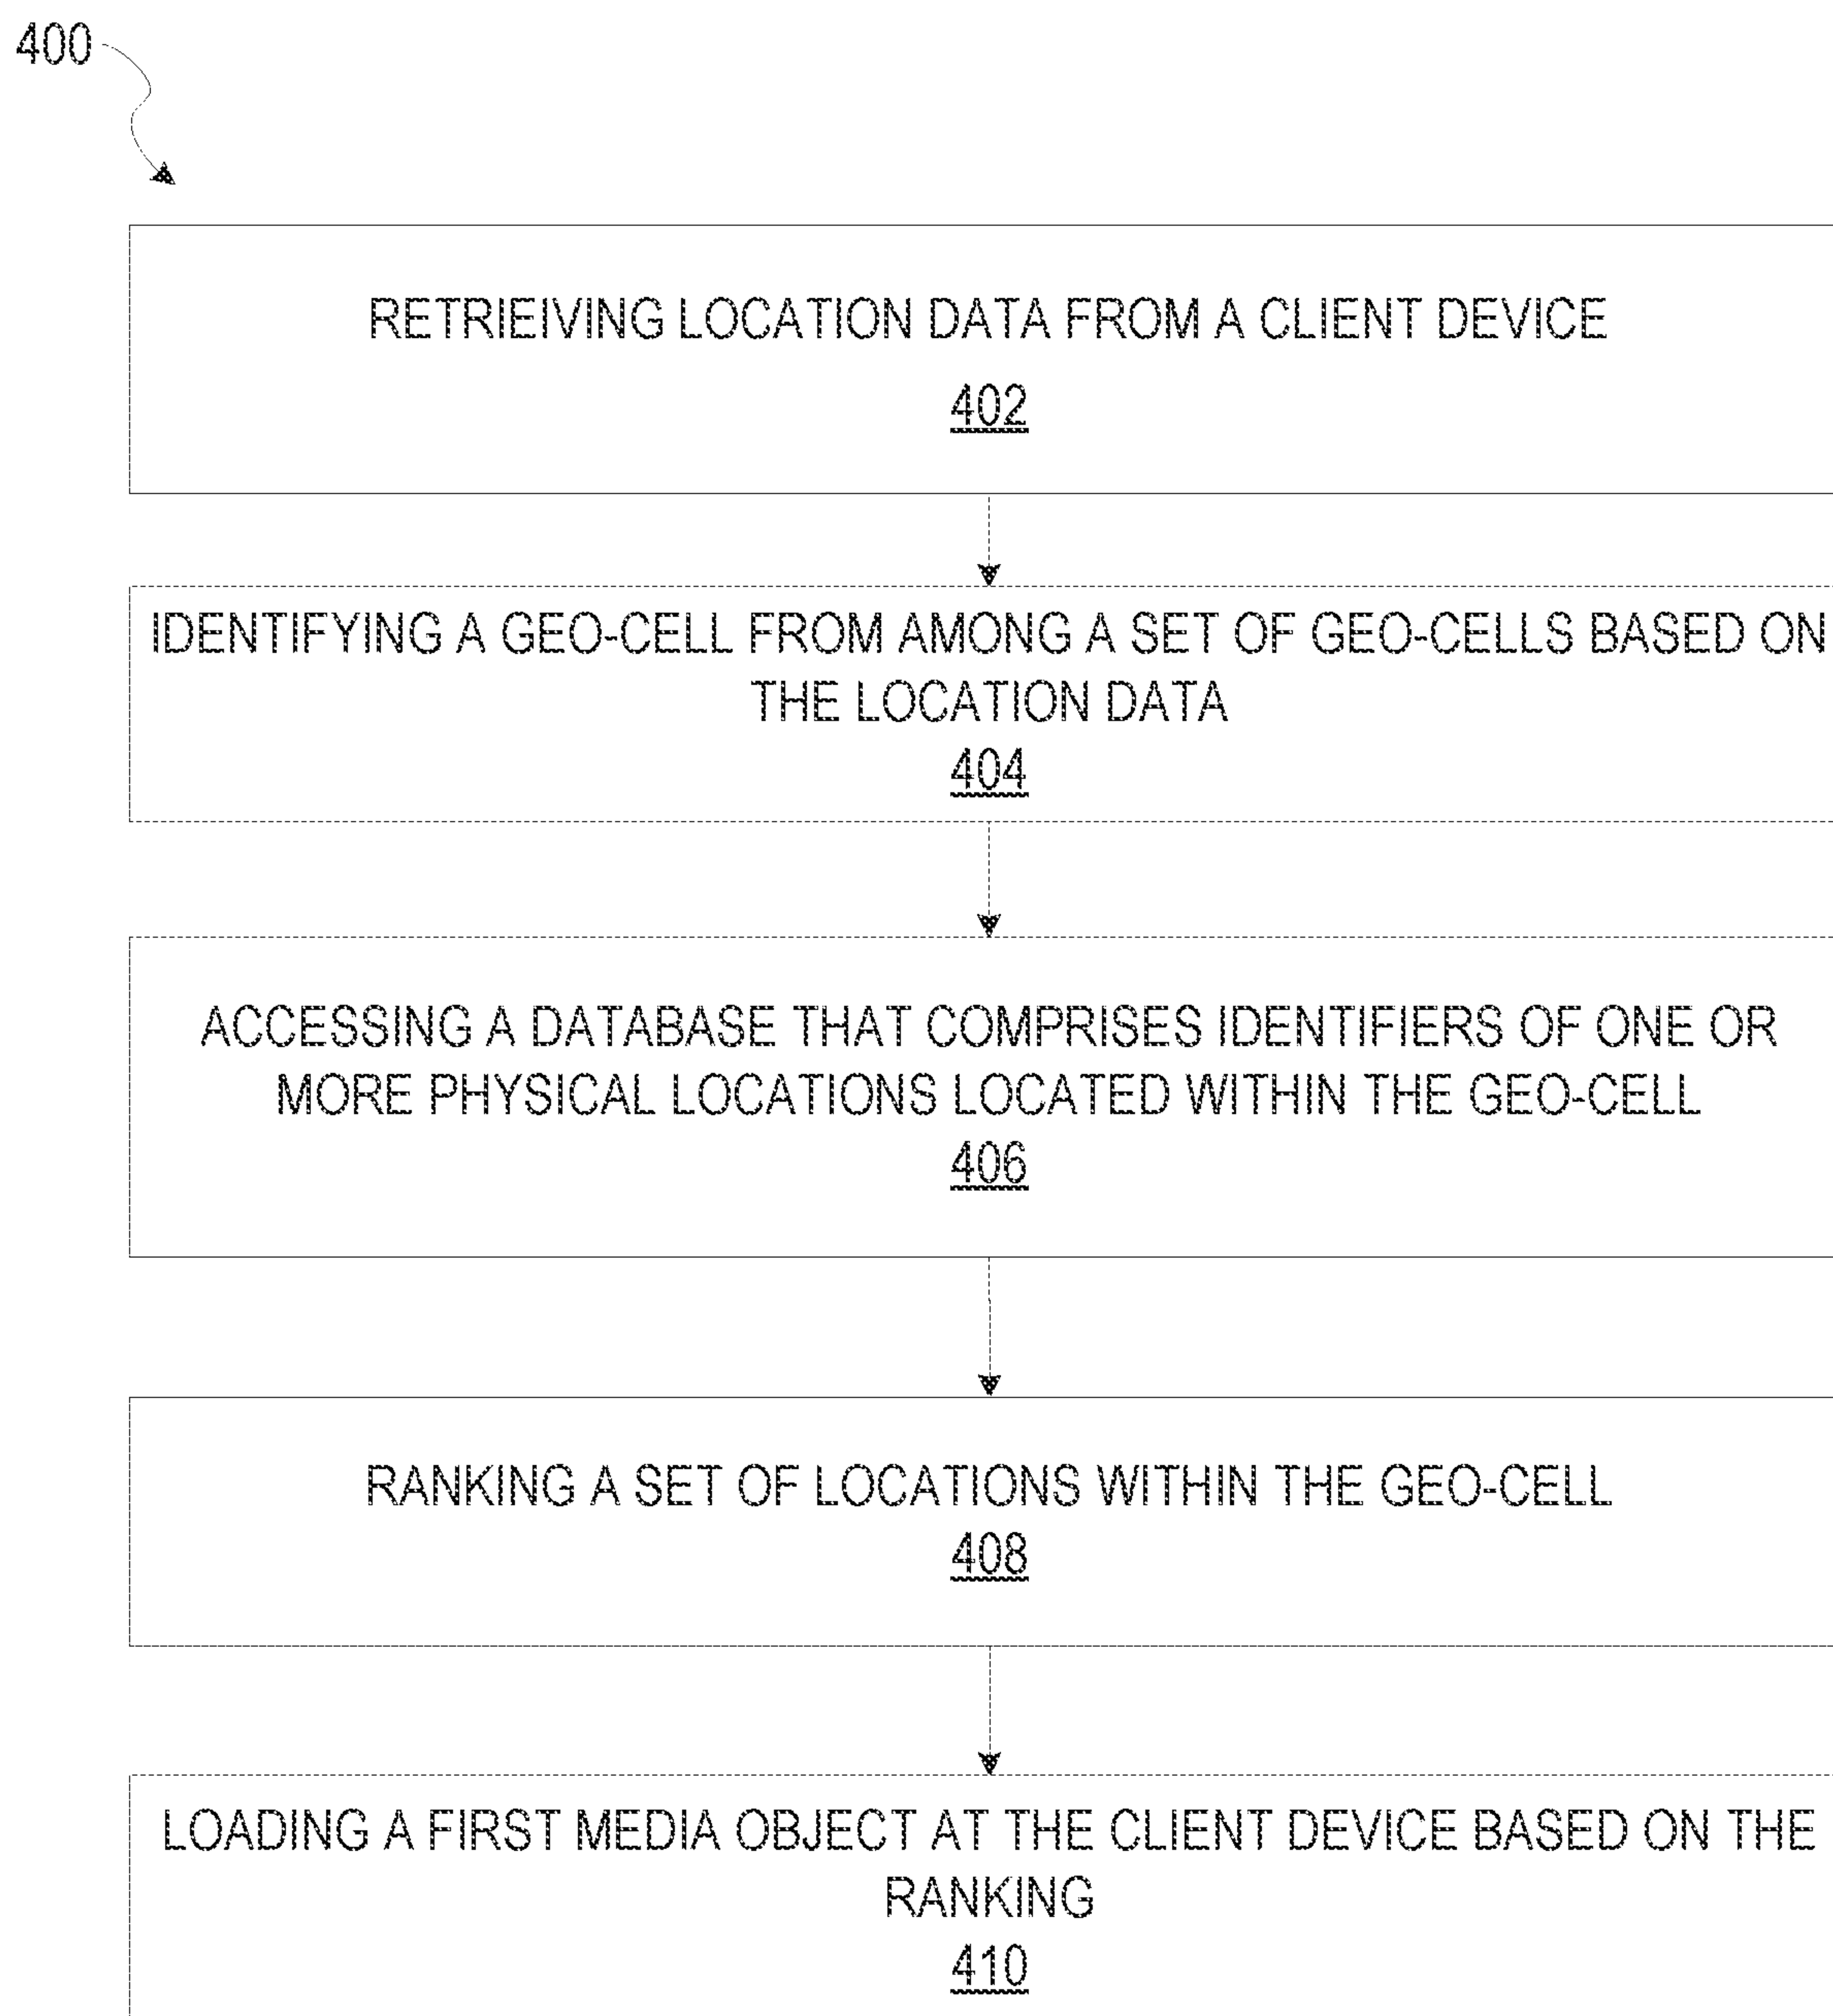 400
RETRIEIVING LOCATION DATA FROM A CLIENT DEVICE
402
IDENTIFYING A GEO-CELL FROM AMONG A SET OF GEO-CELLS BASED ON
THE LOCATION DATA
404
ACCESSING A DATABASE THAT COMPRISES IDENTIFIERS OF ONE OR
MORE PHYSICAL LOCATIONS LOCATED WITHIN THE GEO-CELL
406
RANKING A SET OF LOCATIONS WITHIN THE GEO-CELL
408
LOADING A FIRST MEDIA OBJECT AT THE CLIENT DEVICE BASED ON THE
RANKING
410